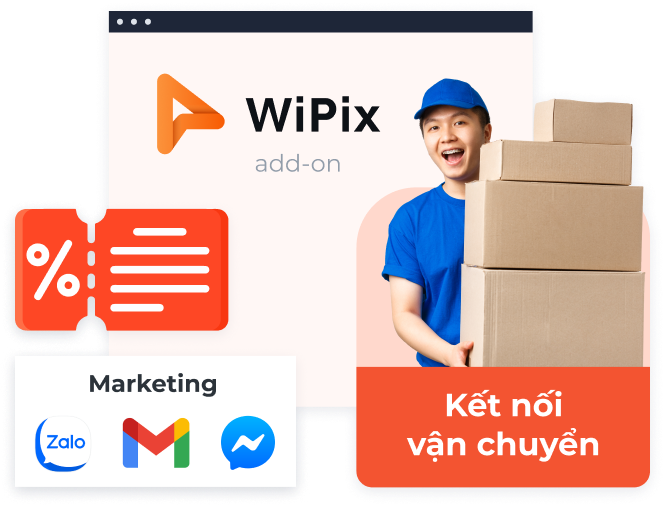 WiPix
add-on
%
Marketing
Zalo
Kết nối
vận chuyển